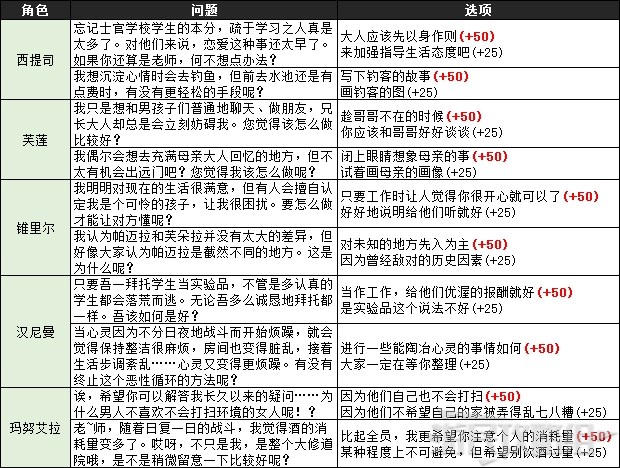 角色 问题 选项
西提司
忘记士官学校学生的本分，疏于学习之人真是
太多了。对他们来说，恋爱这种事还太早了。
如果你还算是老师，何不想点办法？
大人应该先以身作则(+50)
来加强指导生活态度吧(+25)
我想沉淀心情时会去钓鱼，但前去水池还是有
点费时，有没有更轻松的手段呢？
写下钓客的故事(+50)
画钓客的图(+25)
芙莲
我只是想和男孩子们普通地聊天、做朋友，兄
长大人却总是会立刻妨碍我。您觉得该怎么做
比较好？
趁哥哥不在的时候(+50)
你应该和哥哥好好谈谈(+25)
我偶尔会想去充满母亲大人回忆的地方，但不
太有机会出远门吧？您觉得我该怎么做呢？
闭上眼睛想象母亲的事(+50)
试着画母亲的画像(+25)
锥里尔
我明明对现在的生活很满意，但有人会擅自认
定我是个可怜的孩子，让我很困扰。要怎么做
才能让对方懂呢？
只要工作时让人觉得你很开心就可以了(+50)
好好地说明给他们听就好(+25)
我认为帕迈拉和芙朵拉并没有太大的差异，但
好像大家认为帕迈拉是截然不同的地方。这是
为什么呢？
对未知的地方先入为主(+50)
因为曾经敌对的历史因素(+25)
汉尼曼
只要吾一拜托学生当实验品，不管是多认真的
学生都会落荒而逃。无论吾多么诚恳地拜托都
一样。吾该如何是好？
当作工作，给他们优渥的报酬就好(+50)
是实验品这个说法不好(+25)
当心灵因为不分日夜地战斗而开始烦躁，就会
觉得保持整洁很麻烦，房间也变得脏乱，接着
生活步调紊乱……心灵又变得更烦躁。有没有
终止这个恶性循环的方法呢？
进行一些能陶冶心灵的事情如何(+50)
大家一定在等你整理(+25)
玛努艾拉
诶，希望你可以解答我长久以来的疑问……为
什么男人不喜欢不会打扫环境的女人呢！？
因为他们自己也不会打扫(+50)
因为他们不希望自己的家被弄得乱七八糟(+25)
老~师，随着日复一日的战斗，我觉得酒的消
耗量变多了。哎呀，不只是我，是整个大修道
院哦，是不是稍微留意一下比较好呢？
比起全员，我更希望你注意个人的消耗量(+50)
某种程度上不可避免，但希望别饮酒过量(+25)